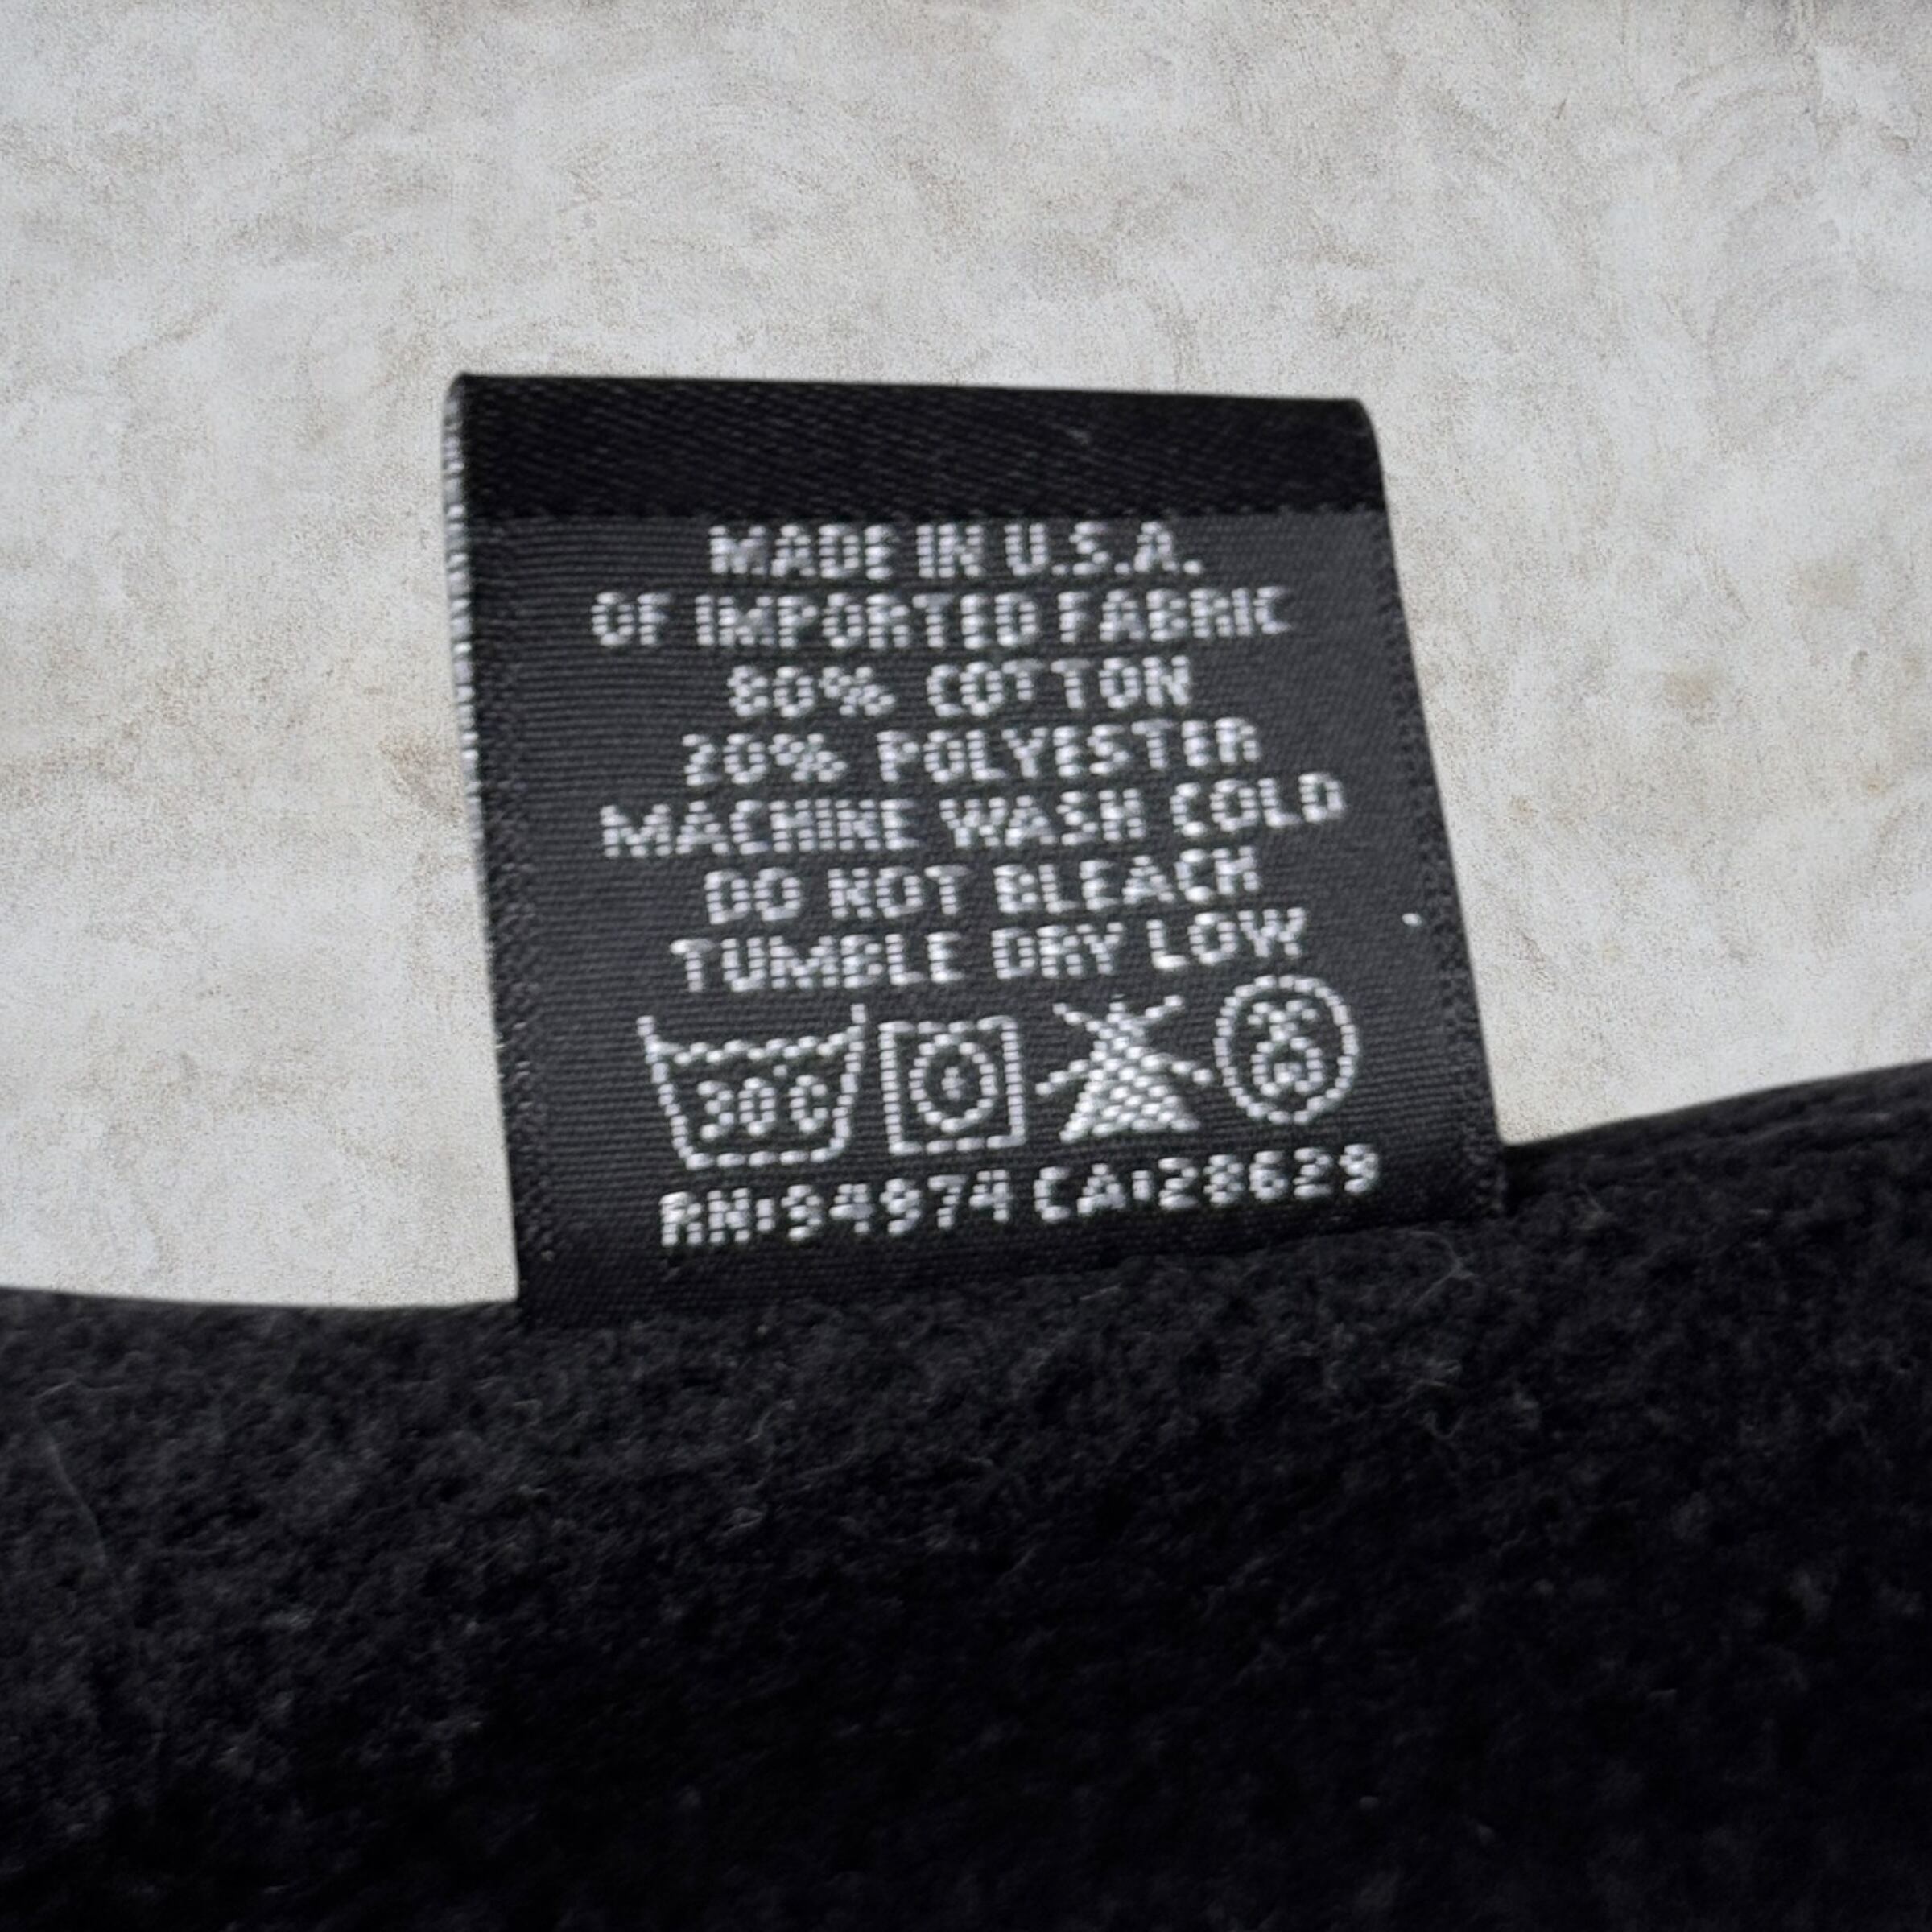 MADE IN U.S.A.
OF IMPORTED FABRIC
80% COTTON
20% POLYESTER
MACHINE WASH COLD
DO NOT BLEACH
TUMBLE DRY LOW
30C
RN:94974 CA:28629